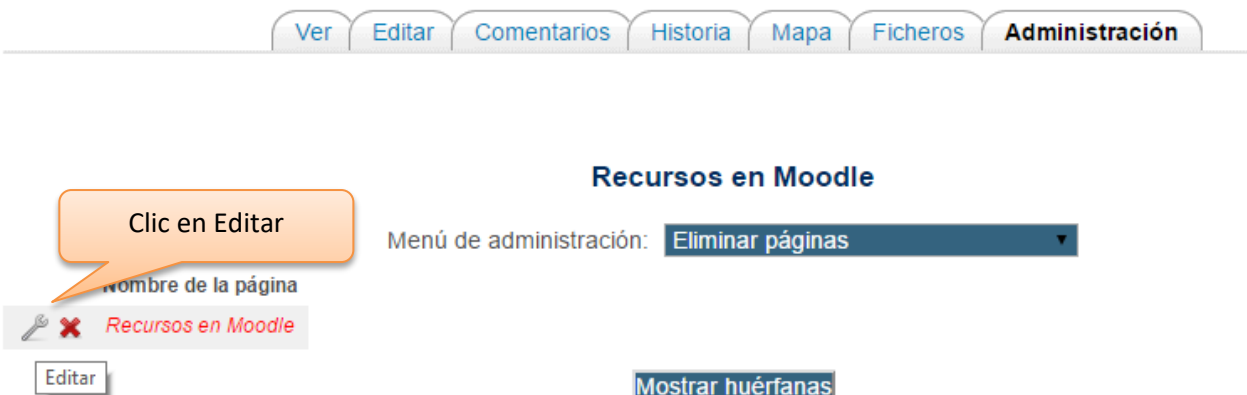 Ver Editar Comentarios Historia Mapa Ficheros Administración
Recursos en Moodle
Clic en Editar
Menú de administración: Eliminar páginas
Nombre de la página
Recursos en Moodle
Editar
Mostrar huérfanas